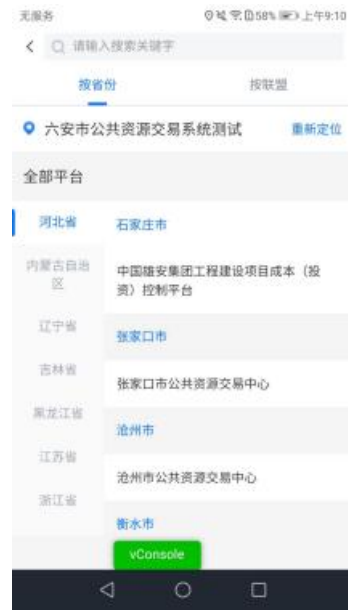 无服务
58% 上午9:10
请输入搜索关键字
按省份
按联盟
六安市公共资源交易系统测试
重新定位
全部平台
河北省
石家庄市
内蒙古自治
区
中国雄安集团工程建设项目成本（投
资）控制平台
辽宁省
张家口市
吉林省
张家口市公共资源交易中心
黑龙江省
沧州市
江苏省
沧州市公共资源交易中心
浙江省
衡水市
vConsole